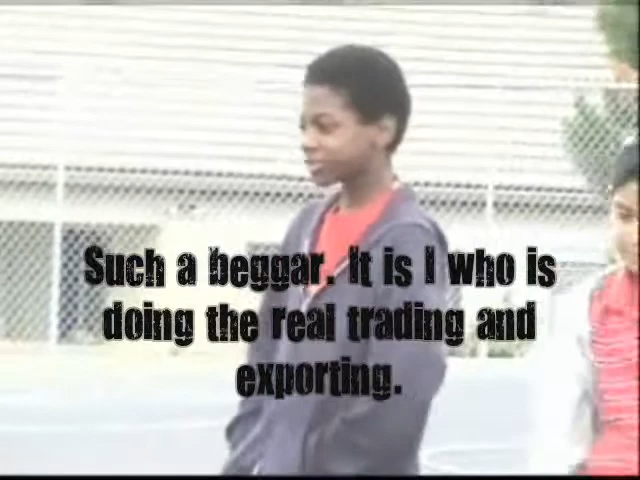 Such a beggar. It is I who is
doing the real trading and
exporting.